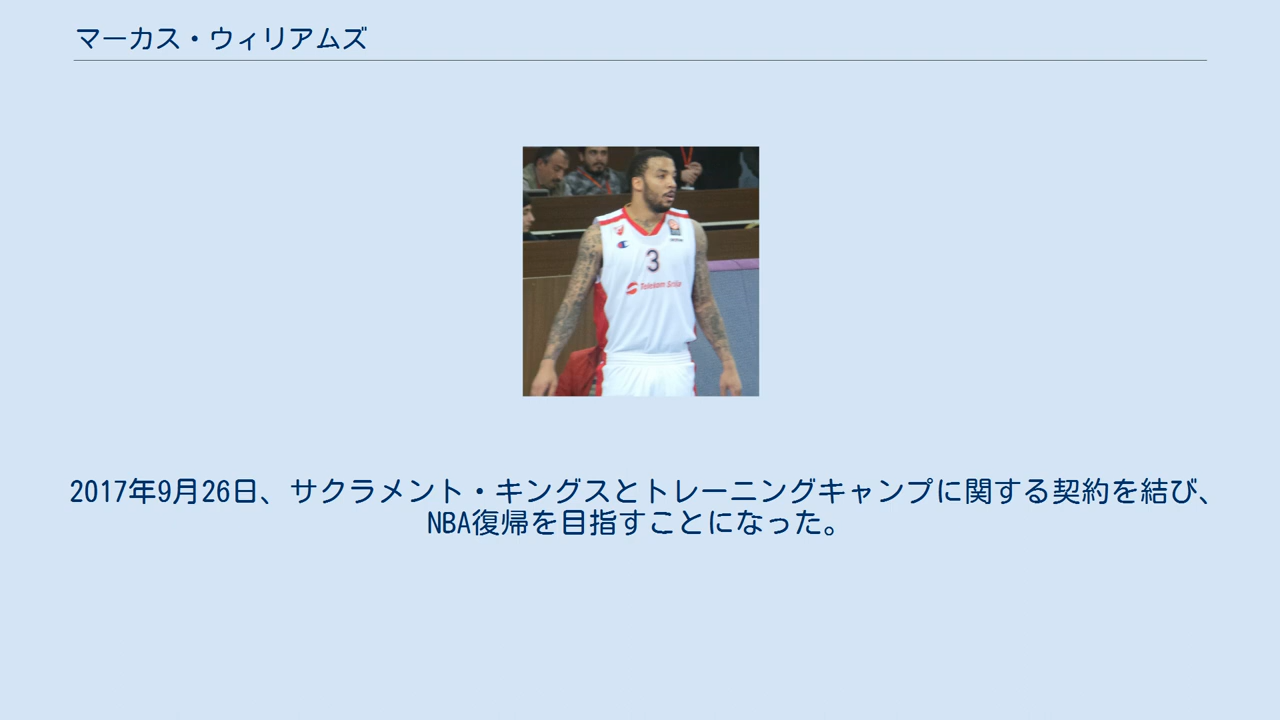 マーカス・ウィリアムズ
3
Telekom Srbija
2017年9月26日、サクラメント・キングスとトレーニングキャンプに関する契約を結び、
NBA復帰を目指すことになった。